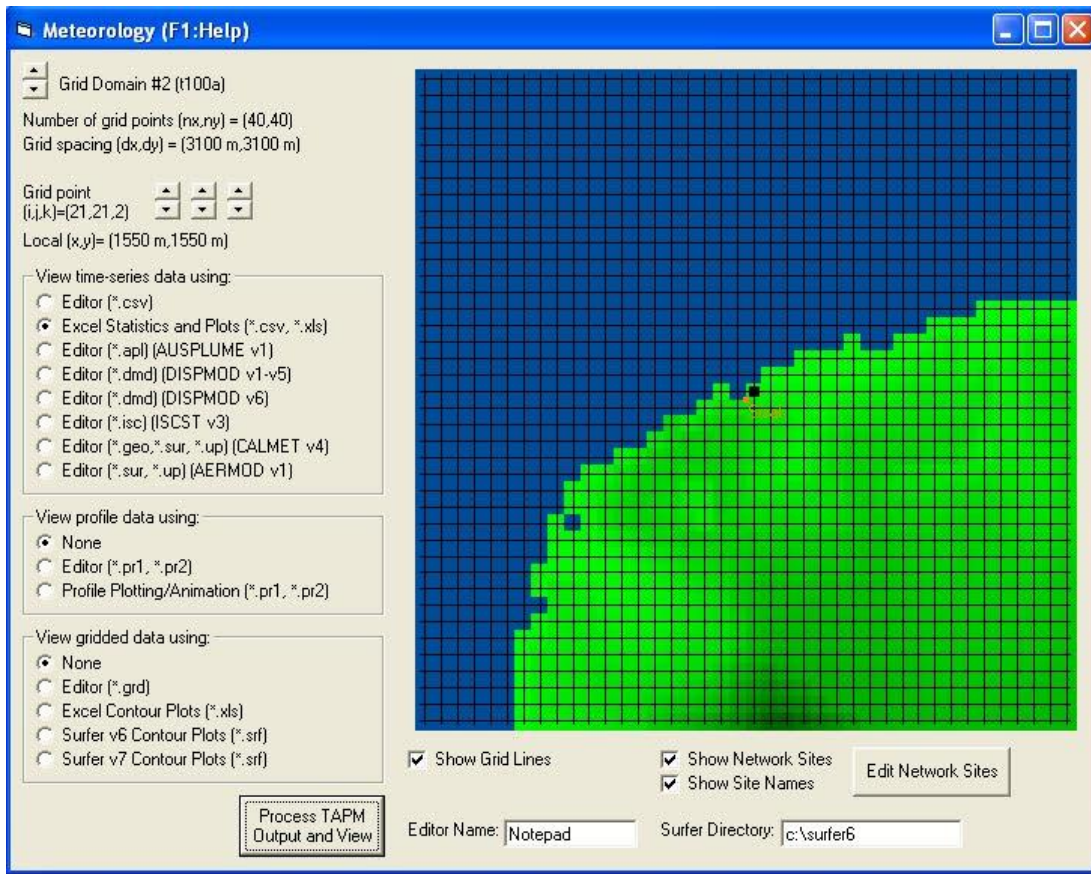 Meteorology (F1:Help)
Grid Domain #2 (t100a)
Number of grid points (nx,ny) = (40,40)
Grid spacing (dx,dy) = (3100 m,3100 m)
Grid point
(i,j,k)=(21,21,2)
Local (x,y)= (1550 m,1550 m)
View time-series data using:
Editor (*.csv)
Excel Statistics and Plots (*.csv, *.xls)
Editor (*.apl) (AUSPLUME v1)
Editor (*.dmd) (DISPMOD v1-v5)
Editor (*.dmd) (DISPMOD v6)
Editor (*.isc) (ISCST v3)
Editor (*.geo,*.sur, *.up) (CALMET v4)
Editor (*.sur, *.up) (AERMOD v1)
View profile data using:
None
Editor (*.pr1, *.pr2)
Profile Plotting/Animation (*.pr1, *.pr2)
View gridded data using:
None
Editor (*.grd)
Excel Contour Plots (*.xls)
Surfer v6 Contour Plots (*.srf)
Surfer v7 Contour Plots (*.srf)
Process TAPM
Output and View
Show Grid Lines
Show Network Sites
Show Site Names
Edit Network Sites
Editor Name: Notepad
Surfer Directory: c:\surfer6